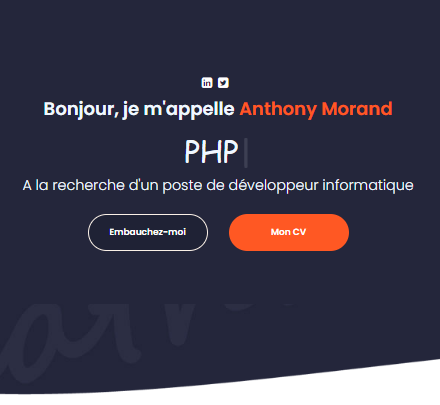 Bonjour, je m'appelle Anthony Morand
PHP
A la recherche d'un poste de développeur informatique
Embauchez-moi Mon CV